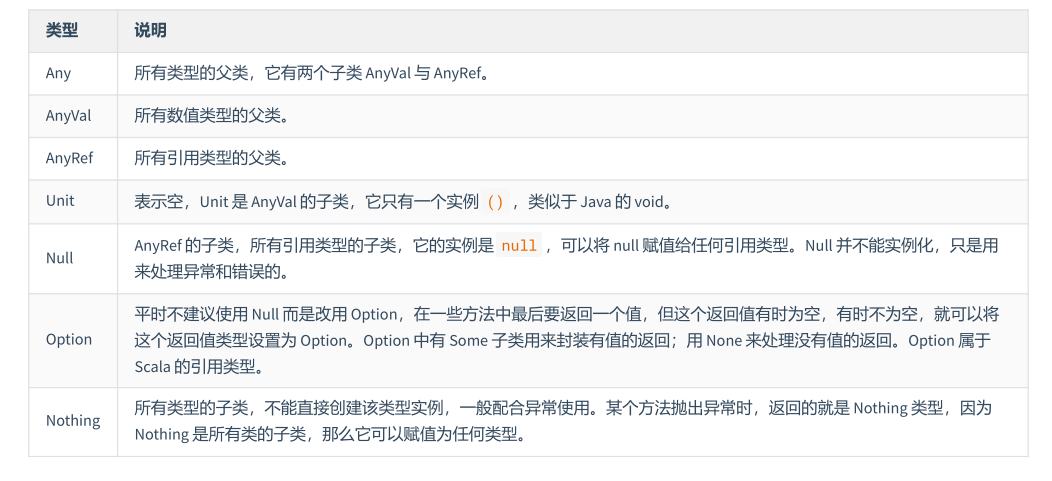 类型 说明
Any 所有类型的父类，它有两个子类 AnyVal 与 AnyRef。
AnyVal 所有数值类型的父类。
AnyRef 所有引用类型的父类。
Unit 表示空，Unit 是 AnyVal 的子类，它只有一个实例 () ，类似于 Java 的 void。
Null AnyRef 的子类，所有引用类型的子类，它的实例是 null ，可以将 null 赋值给任何引用类型。Null 并不能实例化，只是用
来处理异常和错误的。
Option 平时不建议使用 Null 而是改用 Option，在一些方法中最后要返回一个值，但这个返回值有时为空，有时不为空，就可以将
这个返回值类型设置为 Option。Option 中有 Some 子类用来封装有值的返回；用 None 来处理没有值的返回。Option 属于
Scala 的引用类型。
Nothing 所有类型的子类，不能直接创建该类型实例，一般配合异常使用。某个方法抛出异常时，返回的就是 Nothing 类型，因为
Nothing 是所有类的子类，那么它可以赋值为任何类型。